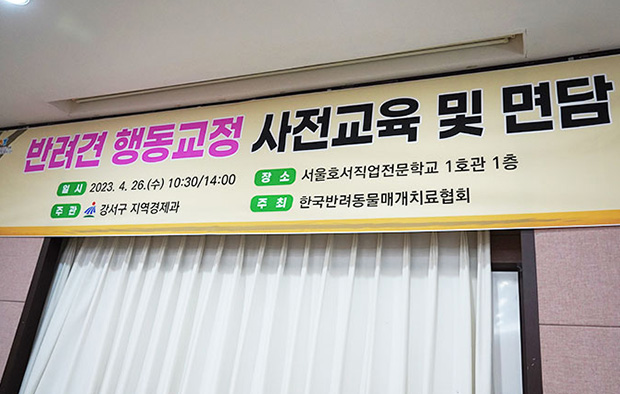 반려견 행동교정 사전교육 및 면담
일 시 2023. 4. 26.(수) 10:30/14:00
장 소 서울호서직업전문학교 1호관 1층
주 관 강서구 지역경제과
주 최 한국반려동물매개치료협회